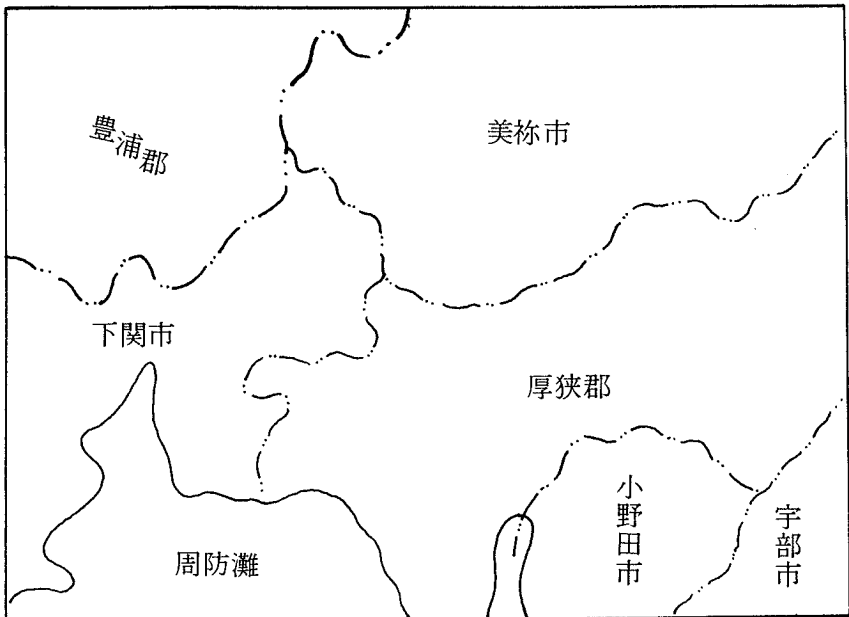 豊浦郡
美祢市
下関市
厚狭郡
小野田市
宇部市
周防灘